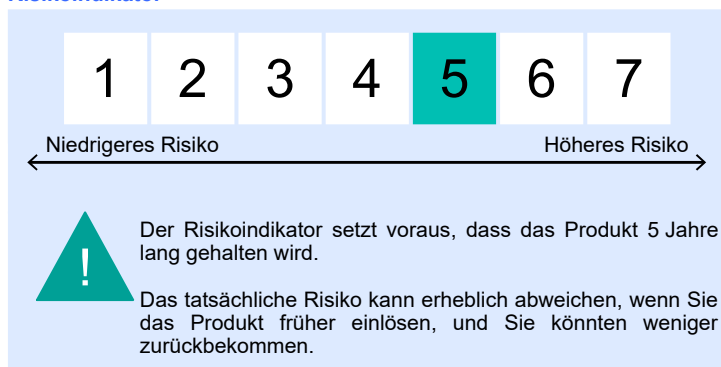 Risikoindikator
1 2 3 4 5 6 7
Niedrigeres Risiko Höheres Risiko
!
Der Risikoindikator setzt voraus, dass das Produkt 5 Jahre
lang gehalten wird.
Das tatsächliche Risiko kann erheblich abweichen, wenn Sie
das Produkt früher einlösen, und Sie könnten weniger
zurückbekommen.